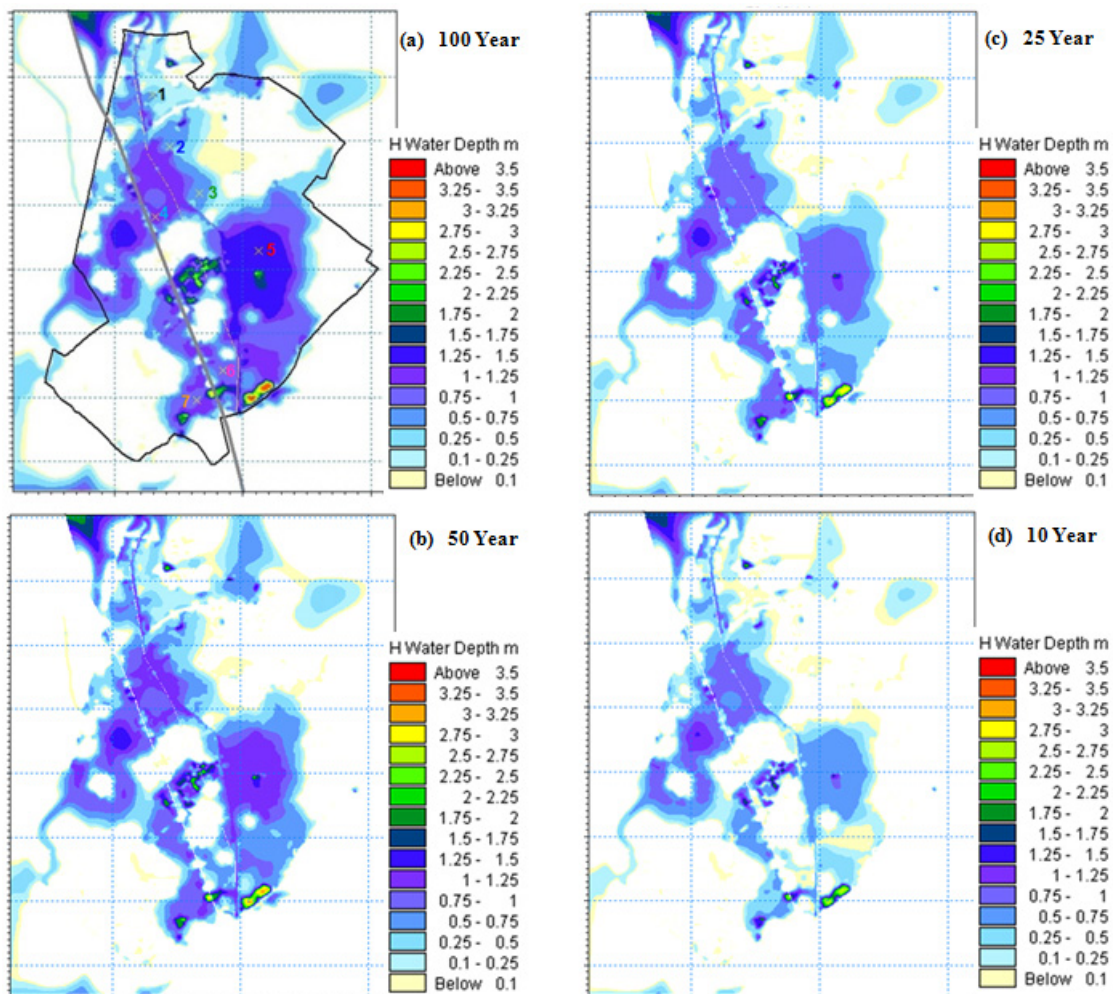 (a) 100 Year
1
2
3
4
5
6
7
H Water Depth m
Above 3.5
3.25 - 3.5
3 - 3.25
2.75 - 3
2.5 - 2.75
2.25 - 2.5
2 - 2.25
1.75 - 2
1.5 - 1.75
1.25 - 1.5
1 - 1.25
0.75 - 1
0.5 - 0.75
0.25 - 0.5
0.1 - 0.25
Below 0.1
(c) 25 Year
H Water Depth m
Above 3.5
3.25 - 3.5
3 - 3.25
2.75 - 3
2.5 - 2.75
2.25 - 2.5
2 - 2.25
1.75 - 2
1.5 - 1.75
1.25 - 1.5
1 - 1.25
0.75 - 1
0.5 - 0.75
0.25 - 0.5
0.1 - 0.25
Below 0.1
(b) 50 Year
H Water Depth m
Above 3.5
3.25 - 3.5
3 - 3.25
2.75 - 3
2.5 - 2.75
2.25 - 2.5
2 - 2.25
1.75 - 2
1.5 - 1.75
1.25 - 1.5
1 - 1.25
0.75 - 1
0.5 - 0.75
0.25 - 0.5
0.1 - 0.25
Below 0.1
(d) 10 Year
H Water Depth m
Above 3.5
3.25 - 3.5
3 - 3.25
2.75 - 3
2.5 - 2.75
2.25 - 2.5
2 - 2.25
1.75 - 2
1.5 - 1.75
1.25 - 1.5
1 - 1.25
0.75 - 1
0.5 - 0.75
0.25 - 0.5
0.1 - 0.25
Below 0.1